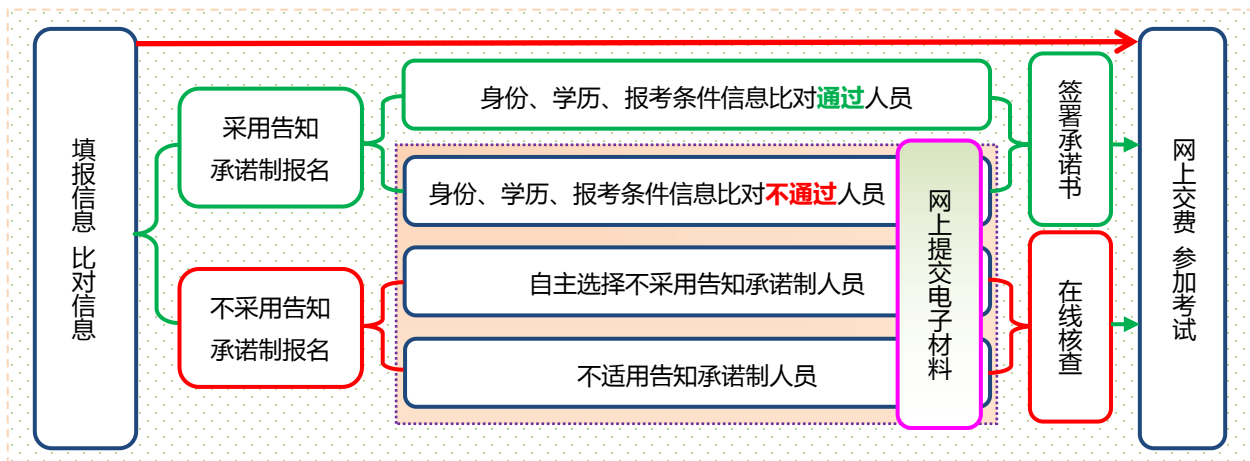 填报信息 比对信息
采用告知
承诺制报名
不采用告知
承诺制报名
身份、学历、报考条件信息比对通过人员
身份、学历、报考条件信息比对不通过人员
自主选择不采用告知承诺制人员
不适用告知承诺制人员
网上提交电子材料
签署承诺书
在线核查
网上交费 参加考试